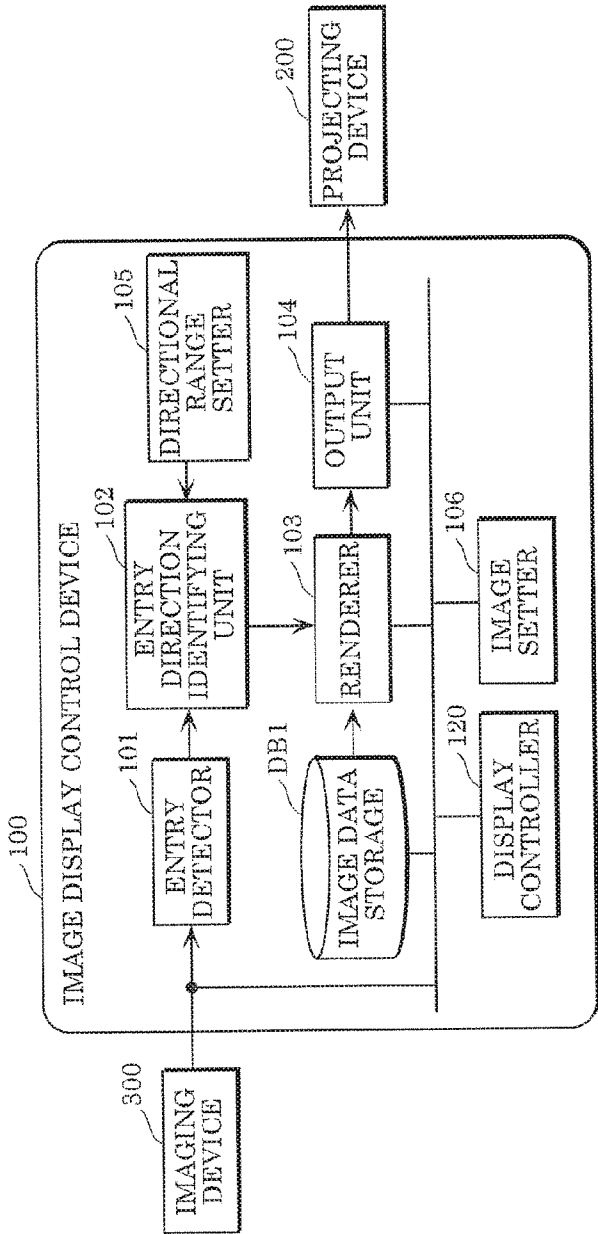 100
IMAGE DISPLAY CONTROL DEVICE
300
IMAGING
DEVICE
101
ENTRY
DETECTOR
102
ENTRY
DIRECTION
IDENTIFYING
UNIT
105
DIRECTIONAL
RANGE
SETTER
DB1
IMAGE DATA
STORAGE
103
RENDERER
104
OUTPUT
UNIT
200
PROJECTING
DEVICE
120
DISPLAY
CONTROLLER
106
IMAGE
SETTER